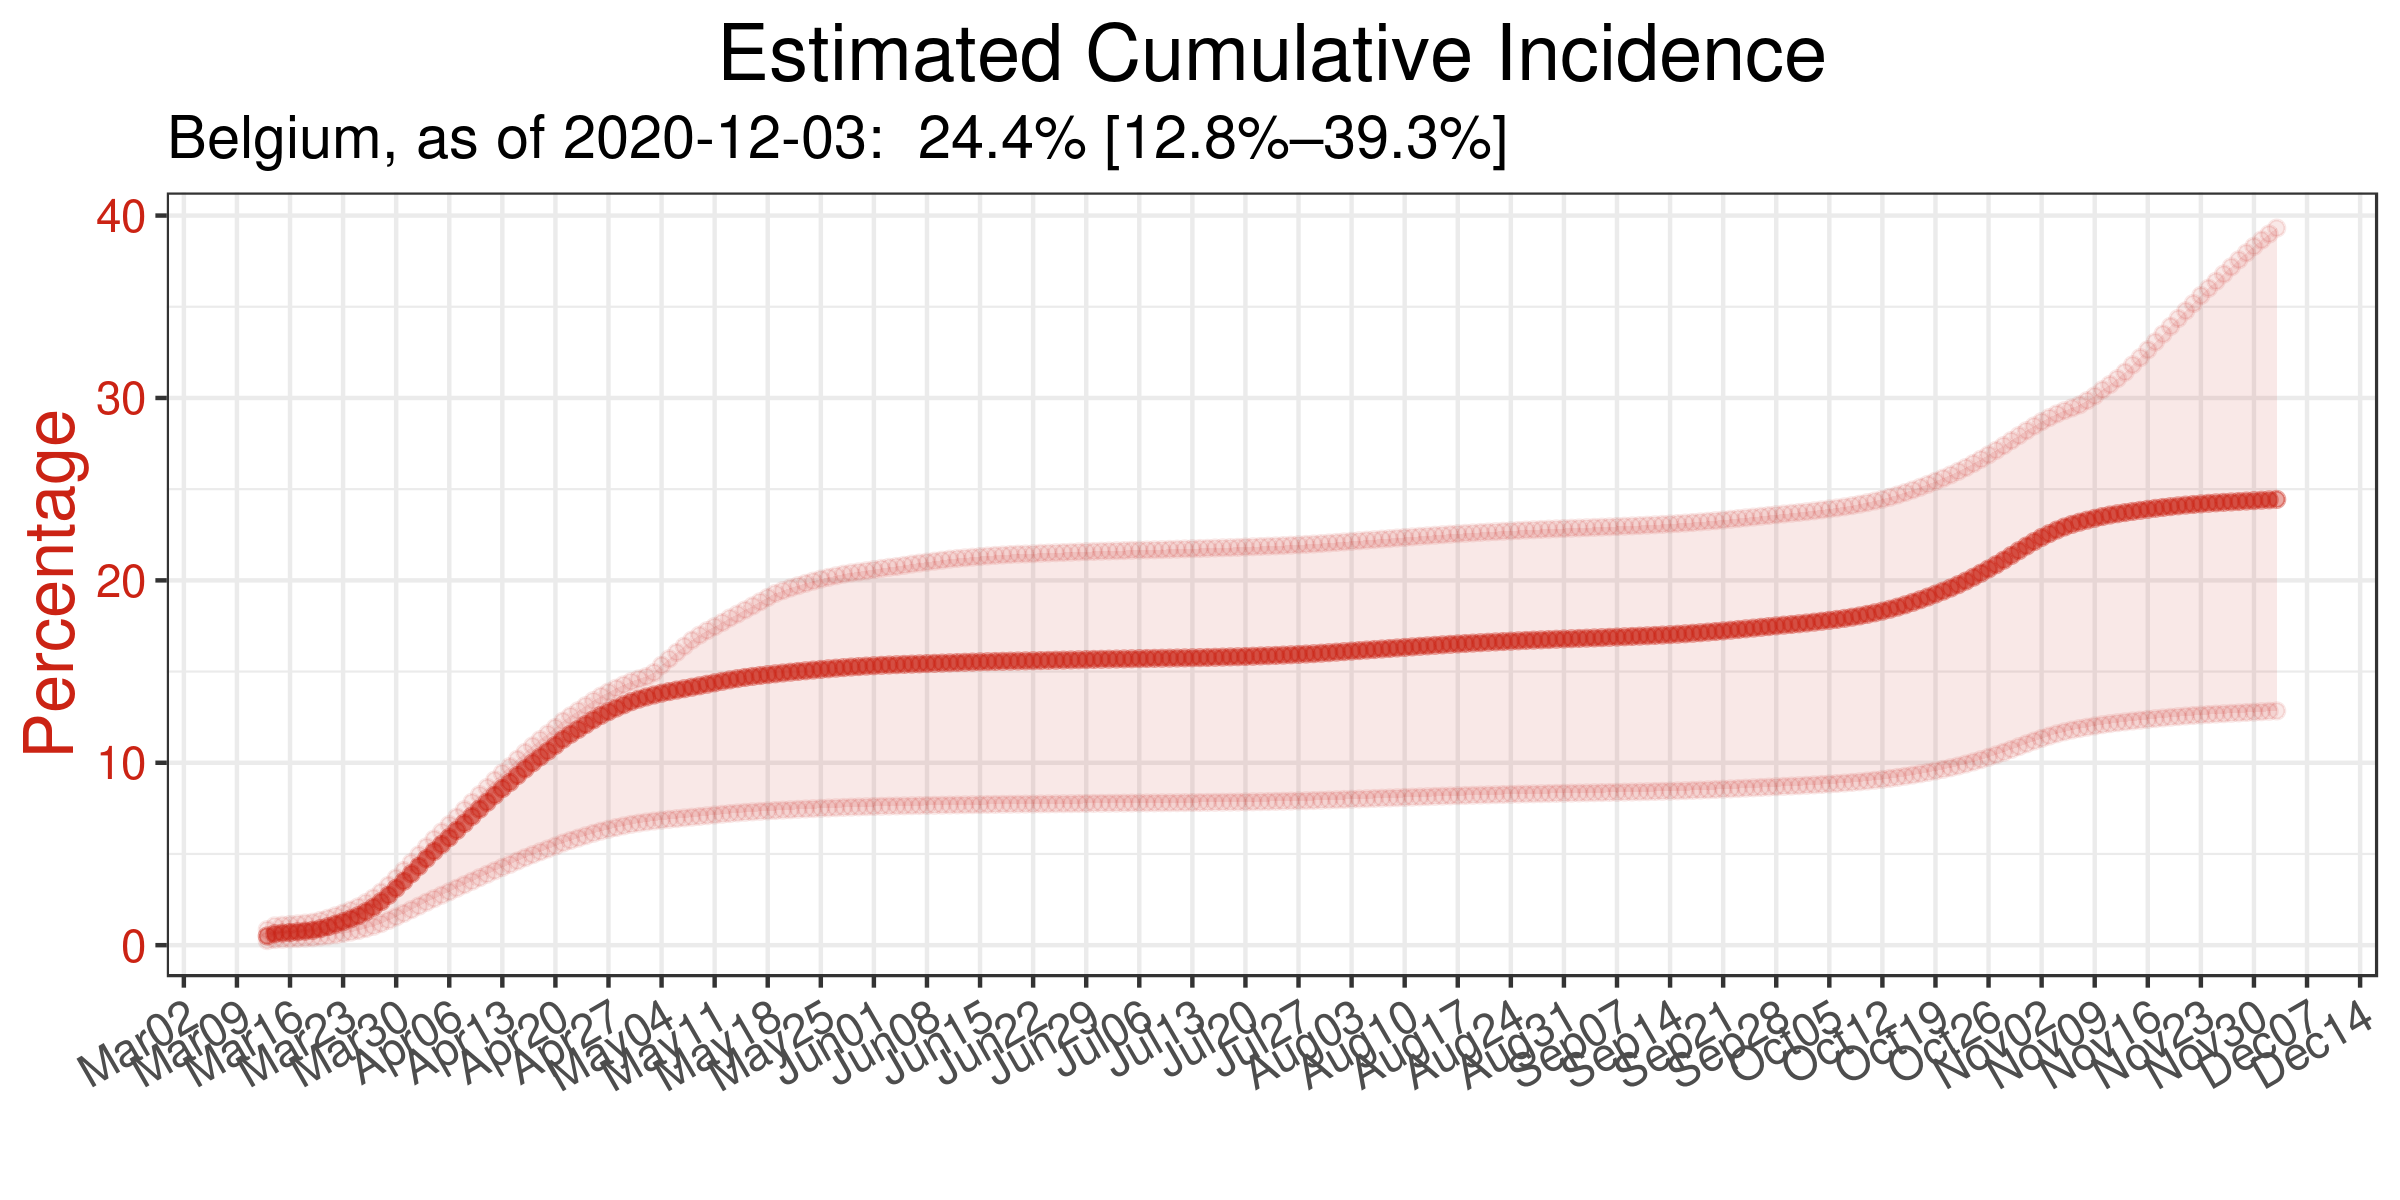 Estimated Cumulative Incidence
Belgium, as of 2020-12-03:  24.4% [12.8%–39.3%]
Percentage
40
30
20
10
0
Mar02
Mar09
Mar16
Mar23
Mar30
Apr06
Apr13
Apr20
Apr27
May04
May11
May18
May25
Jun01
Jun08
Jun15
Jun22
Jun29
Jul06
Jul13
Jul20
Jul27
Aug03
Aug10
Aug17
Aug24
Aug31
Sep07
Sep14
Sep21
Sep28
Oct05
Oct12
Oct19
Oct26
Nov02
Nov09
Nov16
Nov23
Nov30
Dec07
Dec14